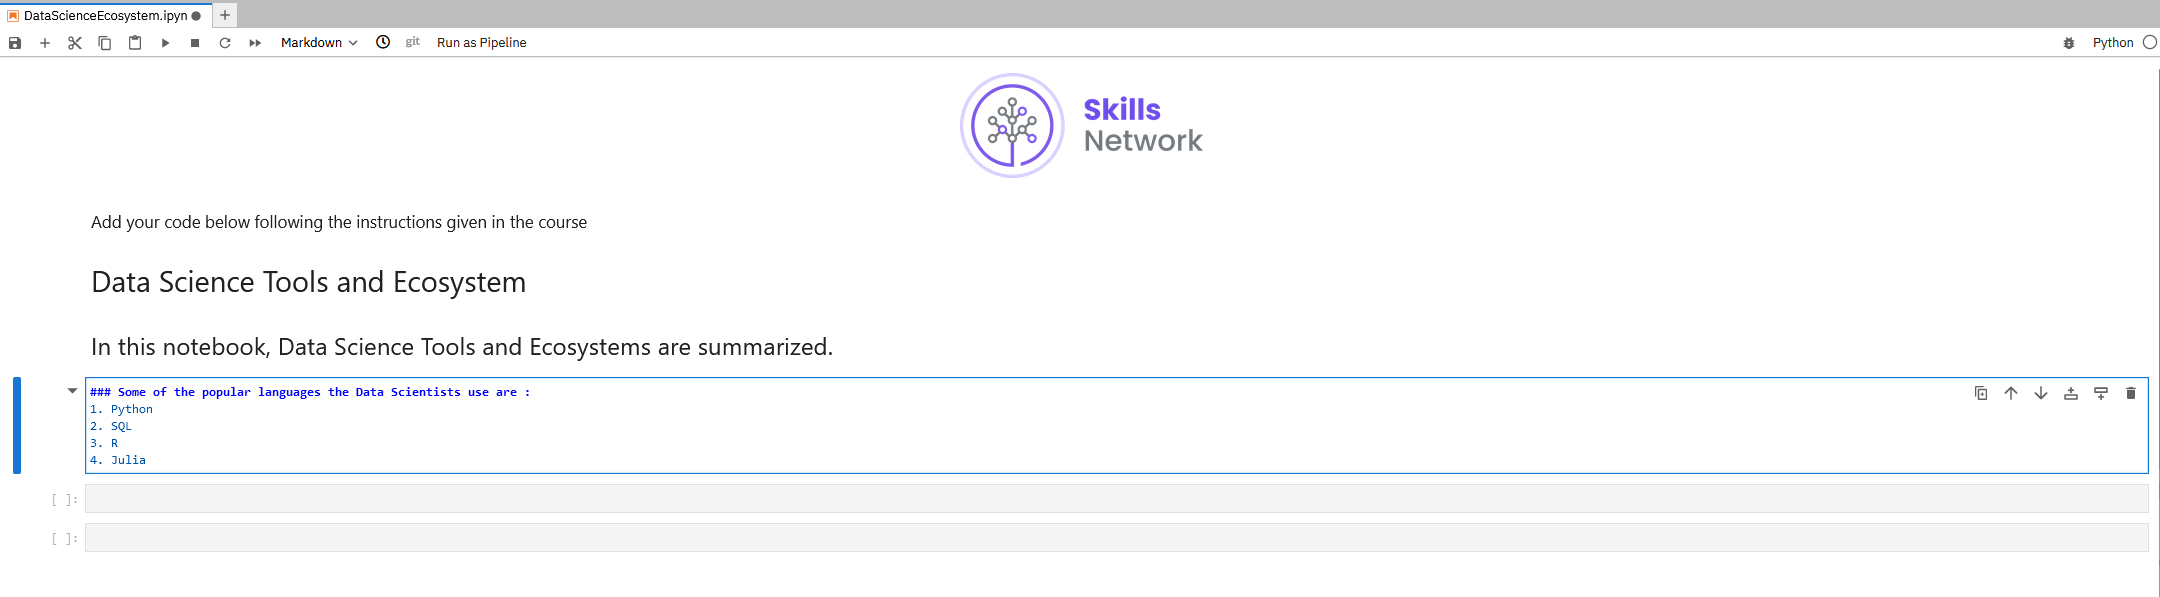 DataScienceEcosystem.ipyn
Markdown git Run as Pipeline Python
Skills
Network
Add your code below following the instructions given in the course
Data Science Tools and Ecosystem
In this notebook, Data Science Tools and Ecosystems are summarized.
### Some of the popular languages the Data Scientists use are :
1. Python
2. SQL
3. R
4. Julia
[ ]:
[ ]: